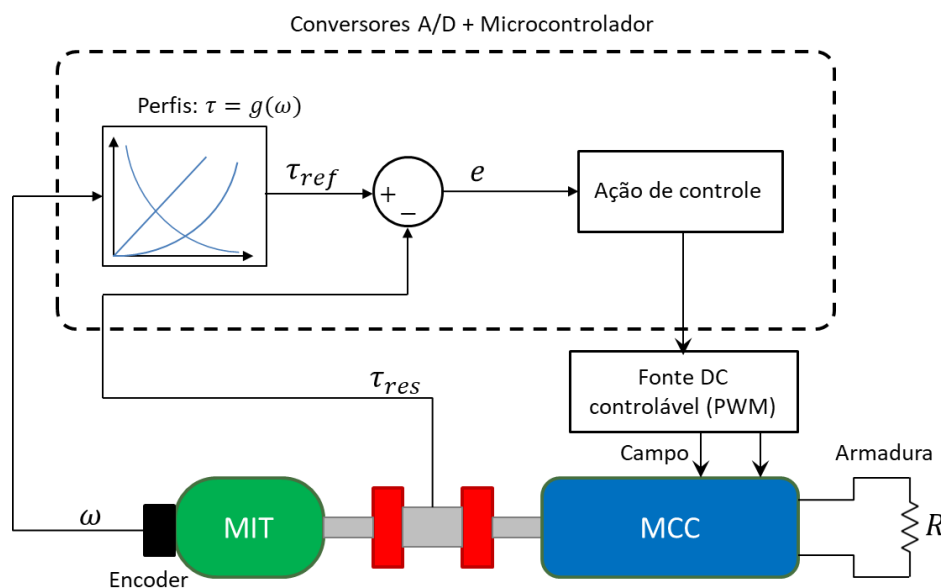 Conversores A/D + Microcontrolador
Perfis: τ = g(ω)
τ_ref
+
−
e
Ação de controle
τ_res
Fonte DC
controlável (PWM)
Campo
Armadura
ω
MIT
MCC
R
Encoder